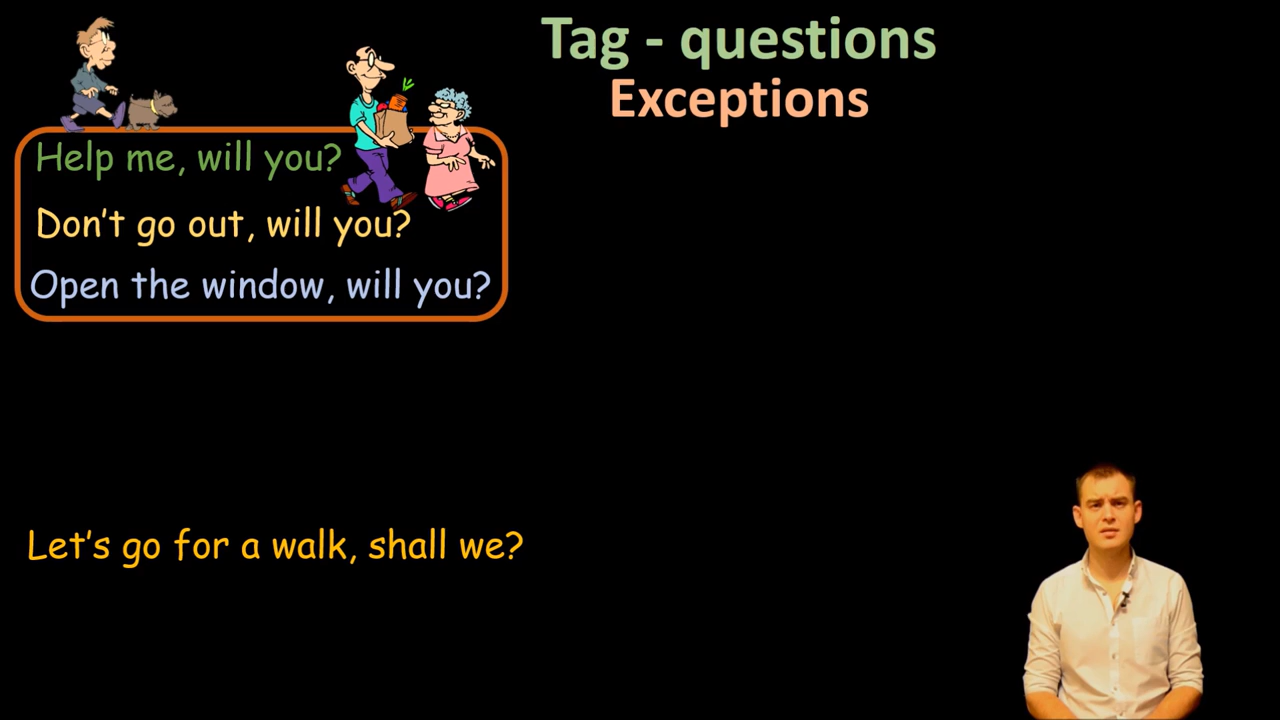 Tag - questions
Exceptions
Help me, will you?
Don't go out, will you?
Open the window, will you?
Let's go for a walk, shall we?